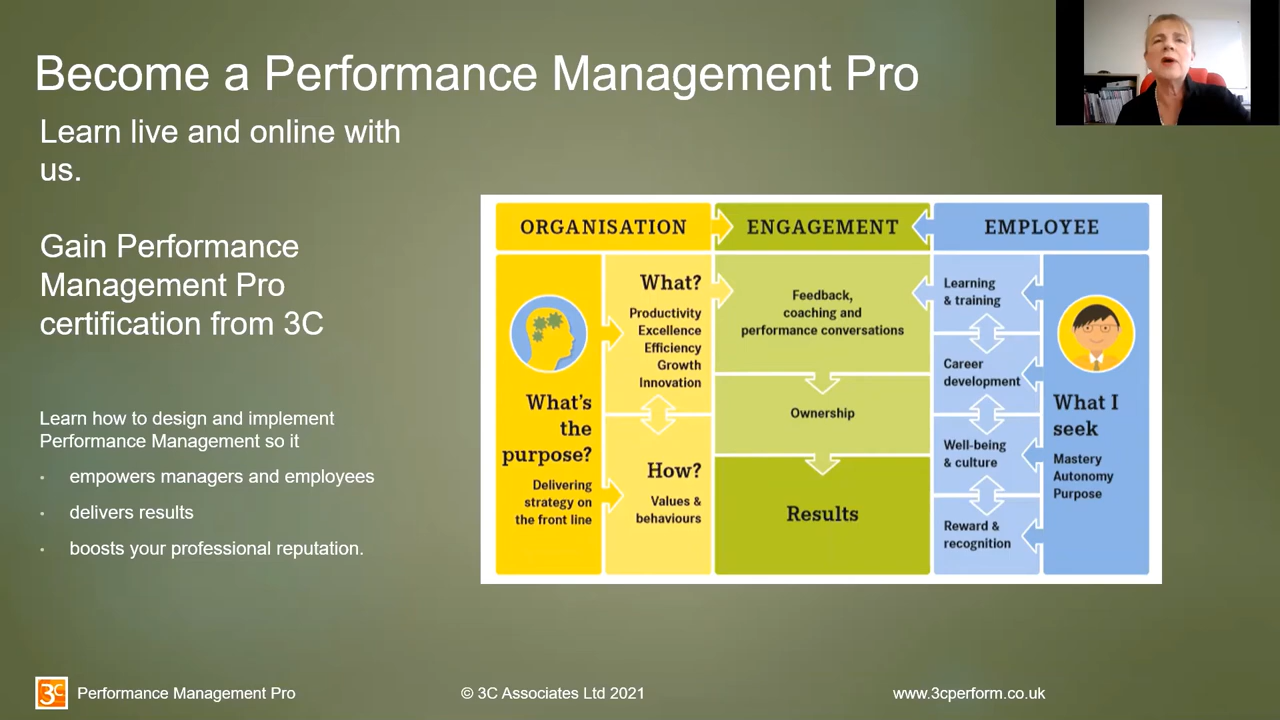 Become a Performance Management Pro
Learn live and online with
us.
Gain Performance
Management Pro
certification from 3C
Learn how to design and implement
Performance Management so it
empowers managers and employees
delivers results
boosts your professional reputation.
ORGANISATION
ENGAGEMENT
EMPLOYEE
What's
the
purpose?
Delivering
strategy on
the front line
What?
Productivity
Excellence
Efficiency
Growth
Innovation
How?
Values &
behaviours
Feedback,
coaching and
performance conversations
Ownership
Results
Learning
& training
Career
development
Well-being
& culture
Reward &
recognition
What I
seek
Mastery
Autonomy
Purpose
3C
Performance Management Pro
© 3C Associates Ltd 2021
www.3cperform.co.uk